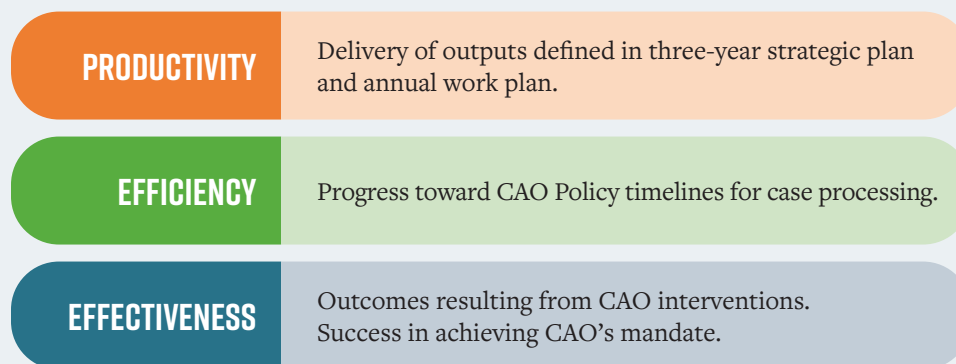 PRODUCTIVITY
Delivery of outputs defined in three-year strategic plan
and annual work plan.
EFFICIENCY
Progress toward CAO Policy timelines for case processing.
EFFECTIVENESS
Outcomes resulting from CAO interventions.
Success in achieving CAO’s mandate.